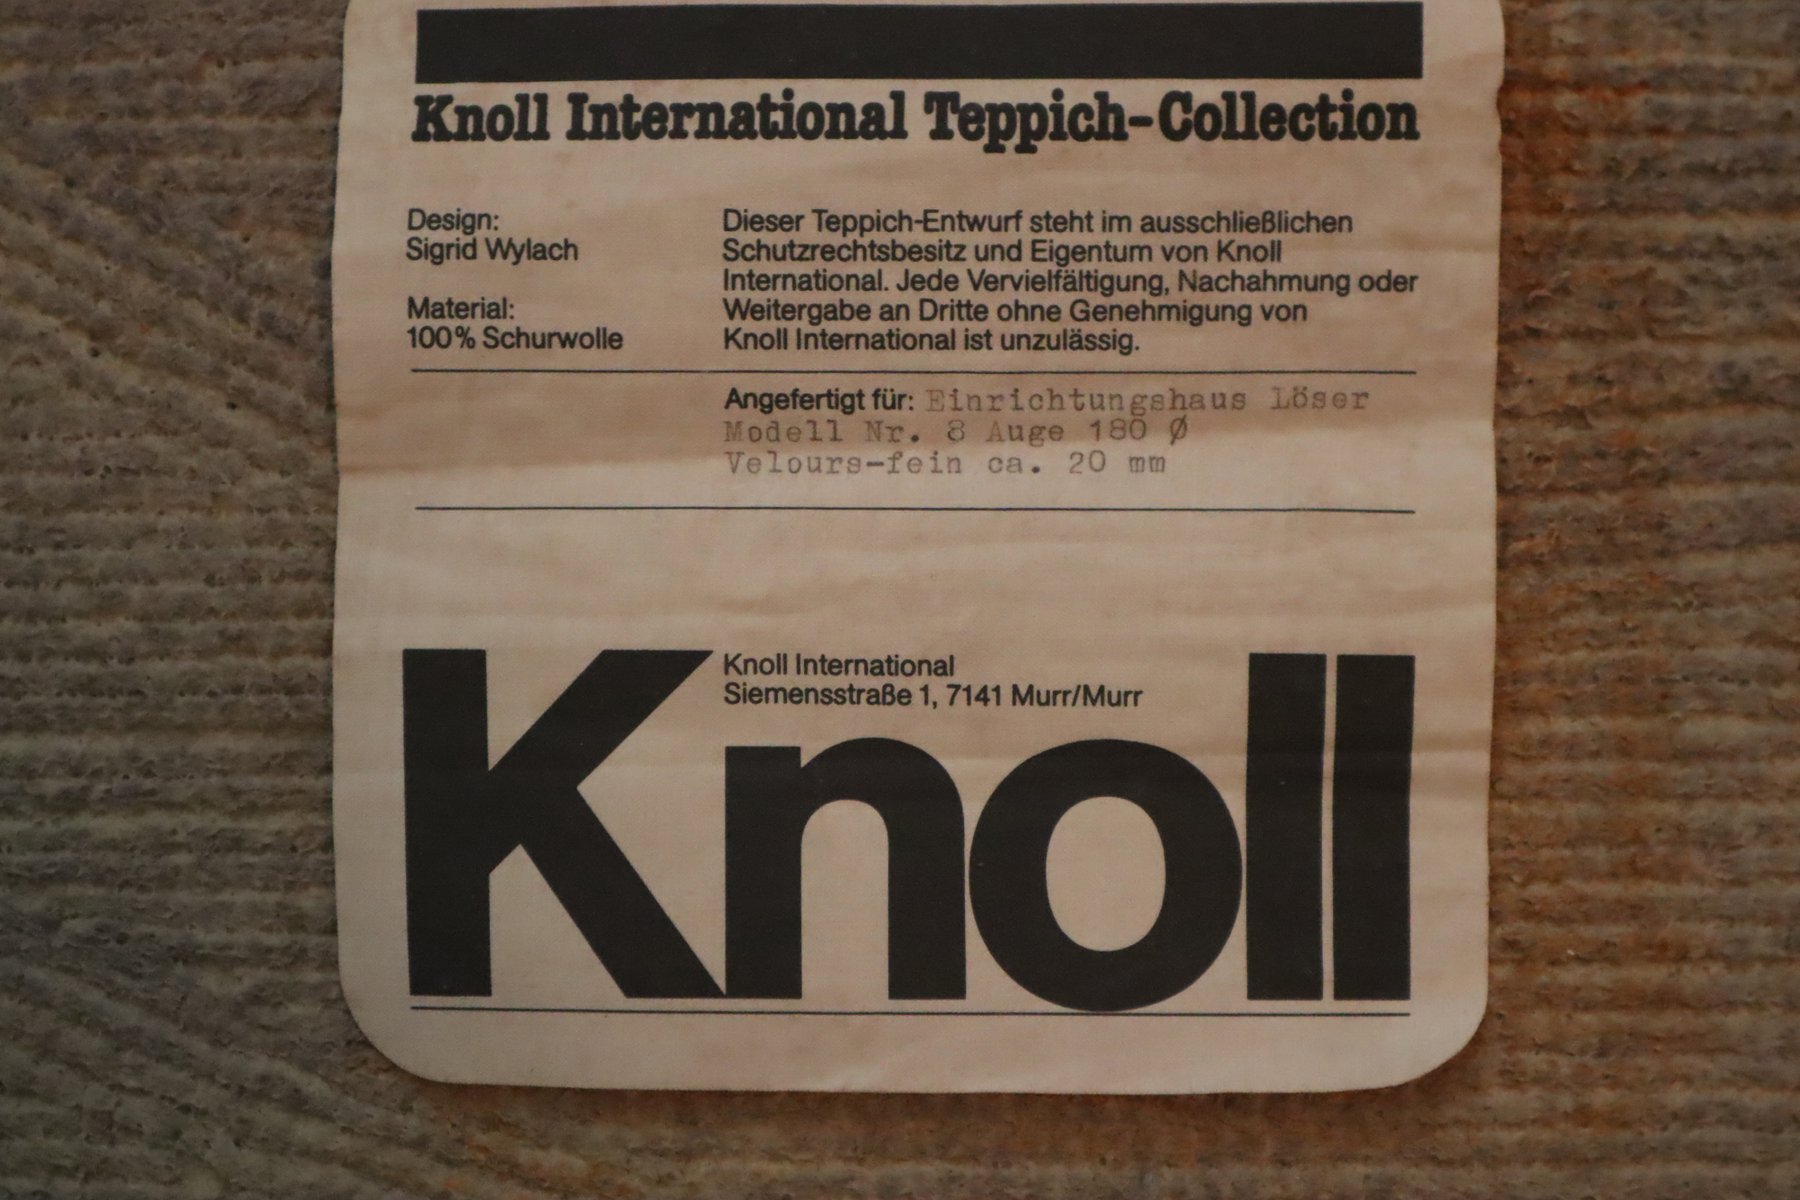 Knoll International Teppich-Collection
Design:
Sigrid Wylach
Material:
100% Schurwolle
Dieser Teppich-Entwurf steht im ausschließlichen
Schutzrechtsbesitz und Eigentum von Knoll
International. Jede Vervielfältigung, Nachahmung oder
Weitergabe an Dritte ohne Genehmigung von
Knoll International ist unzulässig.
Angefertigt für: Einrichtungshaus Löser
Modell Nr. 8 Auge 180 Ø
Velours-fein ca. 20 mm
Knoll International
Siemensstraße 1, 7141 Murr/Murr
Knoll